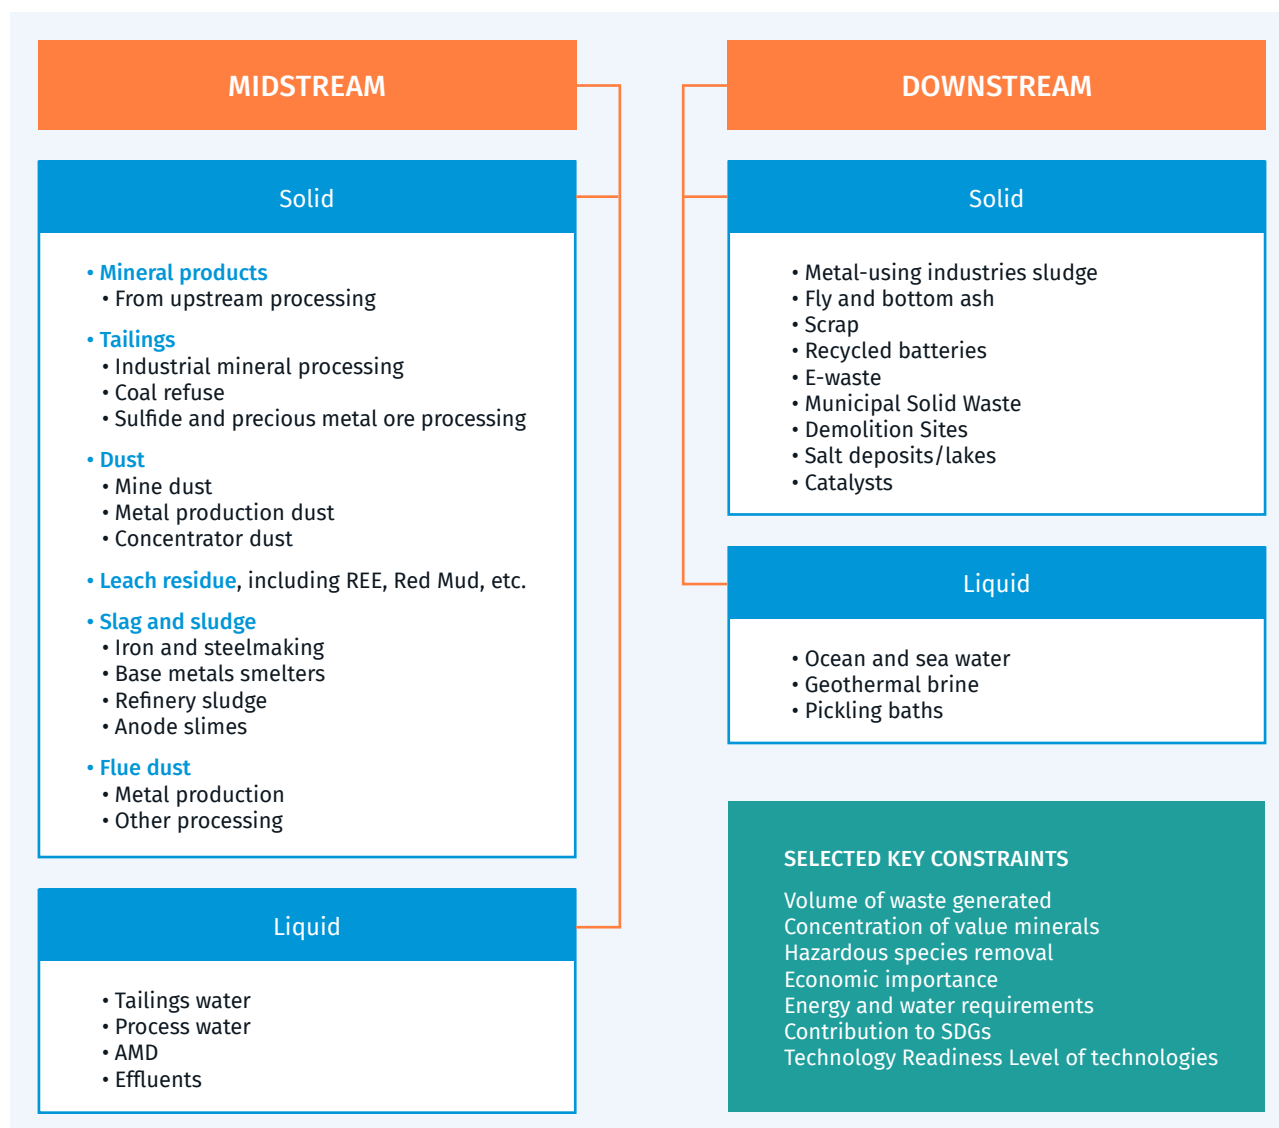 MIDSTREAM
Solid
• Mineral products
• From upstream processing
• Tailings
• Industrial mineral processing
• Coal refuse
• Sulfide and precious metal ore processing
• Dust
• Mine dust
• Metal production dust
• Concentrator dust
• Leach residue, including REE, Red Mud, etc.
• Slag and sludge
• Iron and steelmaking
• Base metals smelters
• Refinery sludge
• Anode slimes
• Flue dust
• Metal production
• Other processing
Liquid
• Tailings water
• Process water
• AMD
• Effluents
DOWNSTREAM
Solid
• Metal-using industries sludge
• Fly and bottom ash
• Scrap
• Recycled batteries
• E-waste
• Municipal Solid Waste
• Demolition Sites
• Salt deposits/lakes
• Catalysts
Liquid
• Ocean and sea water
• Geothermal brine
• Pickling baths
SELECTED KEY CONSTRAINTS
Volume of waste generated
Concentration of value minerals
Hazardous species removal
Economic importance
Energy and water requirements
Contribution to SDGs
Technology Readiness Level of technologies